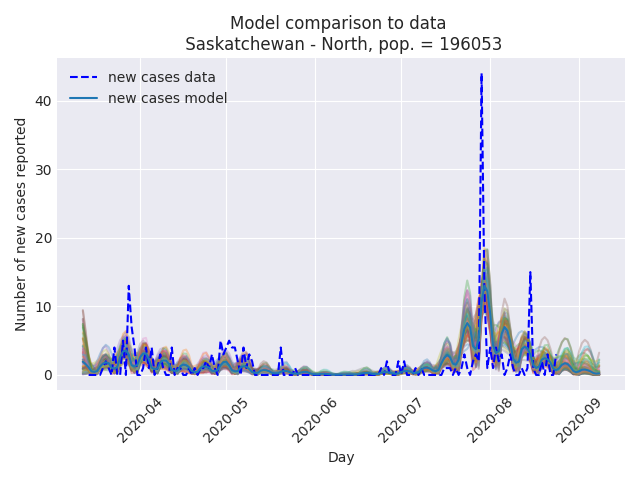 Model comparison to data
Saskatchewan - North, pop. = 196053
new cases data
new cases model
Number of new cases reported
40
30
20
10
0
2020-04
2020-05
2020-06
2020-07
2020-08
2020-09
Day